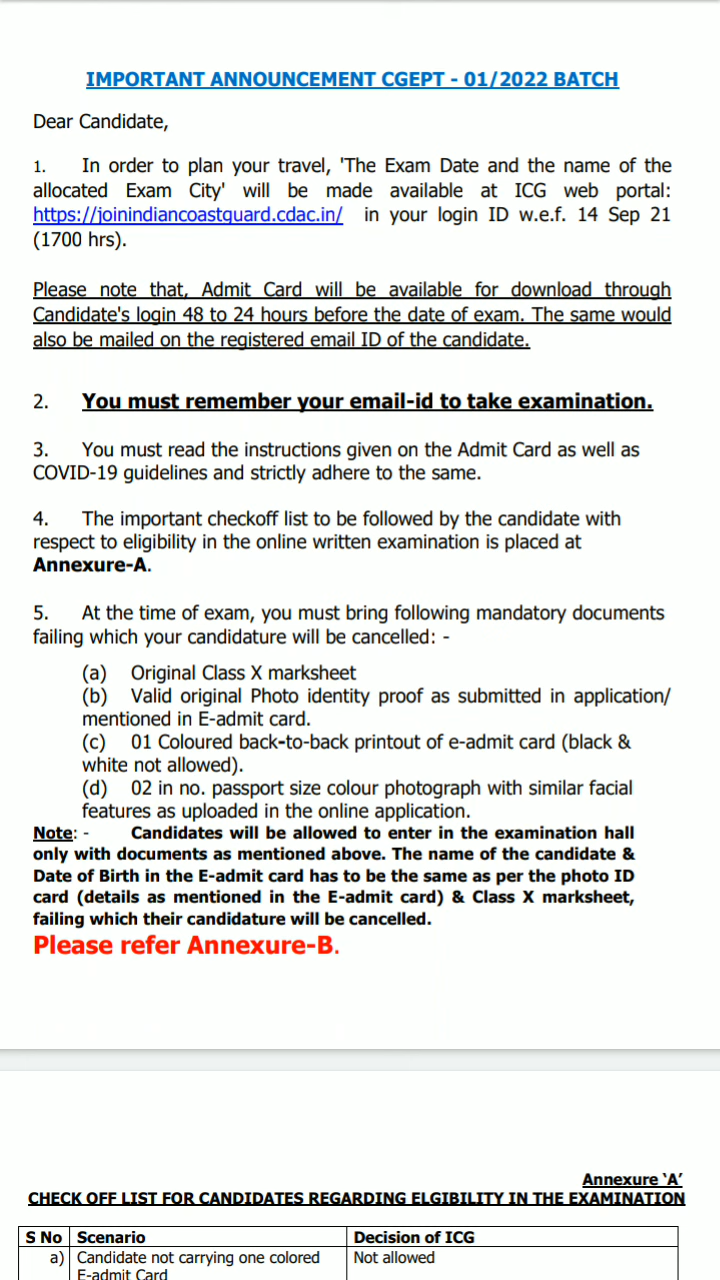 IMPORTANT ANNOUNCEMENT CGEPT - 01/2022 BATCH
Dear Candidate,
1. In order to plan your travel, 'The Exam Date and the name of the
allocated Exam City' will be made available at ICG web portal:
https://joinindiancoastguard.cdac.in/ in your login ID w.e.f. 14 Sep 21
(1700 hrs).
Please note that, Admit Card will be available for download through
Candidate's login 48 to 24 hours before the date of exam. The same would
also be mailed on the registered email ID of the candidate.
2. You must remember your email-id to take examination.
3. You must read the instructions given on the Admit Card as well as
COVID-19 guidelines and strictly adhere to the same.
4. The important checkoff list to be followed by the candidate with
respect to eligibility in the online written examination is placed at
Annexure-A.
5. At the time of exam, you must bring following mandatory documents
failing which your candidature will be cancelled: -
(a) Original Class X marksheet
(b) Valid original Photo identity proof as submitted in application/
mentioned in E-admit card.
(c) 01 Coloured back-to-back printout of e-admit card (black &
white not allowed).
(d) 02 in no. passport size colour photograph with similar facial
features as uploaded in the online application.
Note: - Candidates will be allowed to enter in the examination hall
only with documents as mentioned above. The name of the candidate &
Date of Birth in the E-admit card has to be the same as per the photo ID
card (details as mentioned in the E-admit card) & Class X marksheet,
failing which their candidature will be cancelled.
Please refer Annexure-B.
Annexure 'A'
CHECK OFF LIST FOR CANDIDATES REGARDING ELGIBILITY IN THE EXAMINATION
S No Scenario Decision of ICG
a) Candidate not carrying one colored Not allowed
E-admit Card